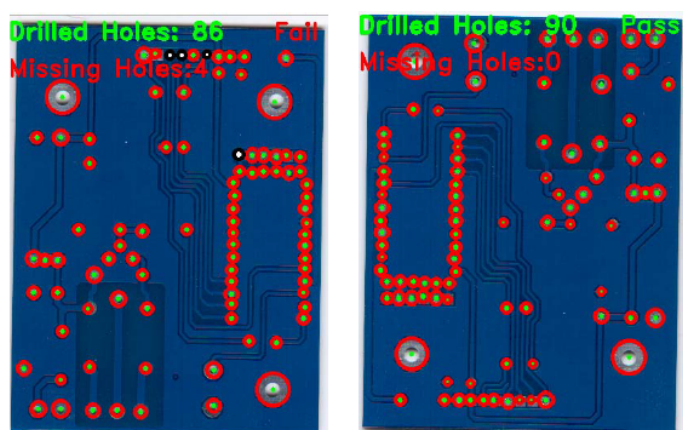 Drilled Holes: 86 Fail
Missing Holes:4
Drilled Holes: 90 Pass
Missing Holes:0